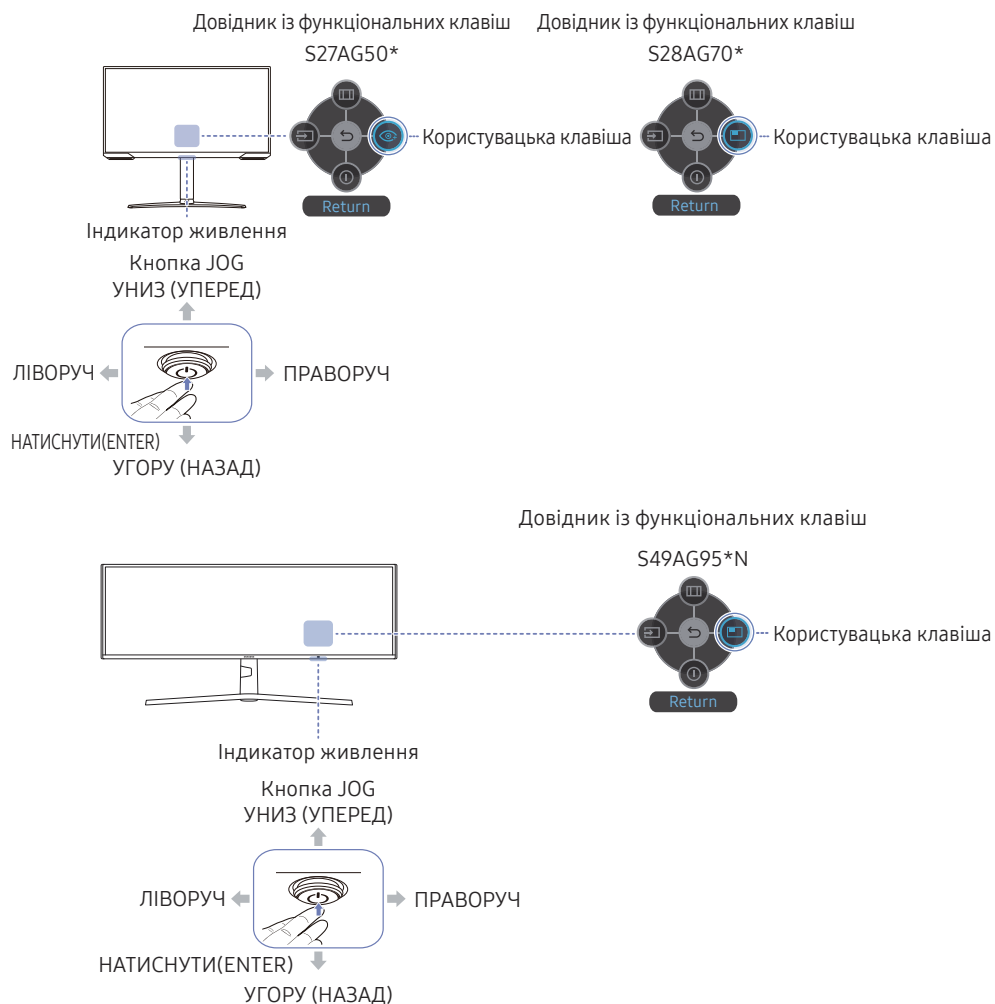 Довідник із функціональних клавіш
Довідник із функціональних клавіш
S27AG50*
S28AG70*
Користувацька клавіша
Користувацька клавіша
Return
Return
Індикатор живлення
Кнопка JOG
УНИЗ (УПЕРЕД)
ЛІВОРУЧ
ПРАВОРУЧ
НАТИСНУТИ(ENTER)
УГОРУ (НАЗАД)
Довідник із функціональних клавіш
S49AG95*N
Користувацька клавіша
Return
Індикатор живлення
Кнопка JOG
УНИЗ (УПЕРЕД)
ЛІВОРУЧ
ПРАВОРУЧ
НАТИСНУТИ(ENTER)
УГОРУ (НАЗАД)